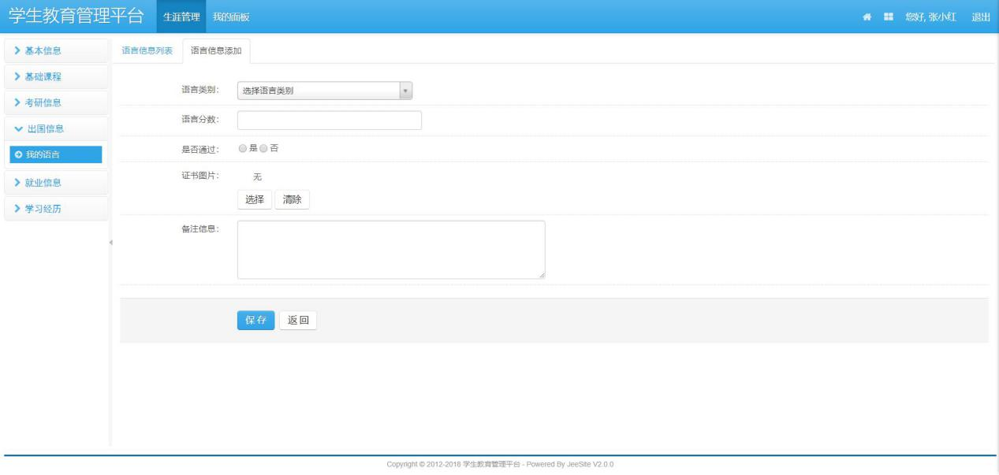 学生教育管理平台 生涯管理 我的面板 您好, 张小红 退出
基本信息
基础课程
考研信息
出国信息
我的语言
就业信息
学习经历
语言信息列表 语言信息添加
语言类别: 选择语言类别
语言分数:
是否通过: 是 否
证书图片: 无
选择 清除
备注信息:
保存 返回
Copyright © 2012-2018 学生教育管理平台 - Powered By JeeSite V2.0.0